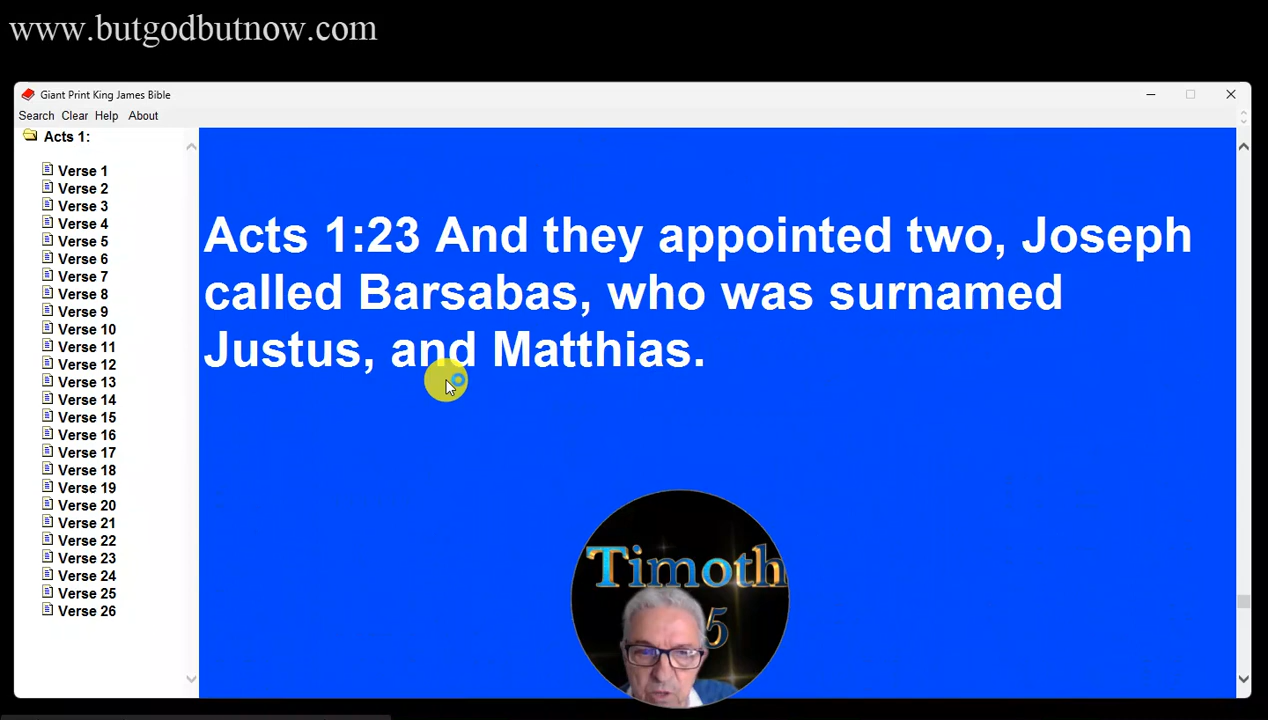 www.butgodbutnow.com
Giant Print King James Bible
Search Clear Help About
Acts 1:
Verse 1
Verse 2
Verse 3
Verse 4
Verse 5
Verse 6
Verse 7
Verse 8
Verse 9
Verse 10
Verse 11
Verse 12
Verse 13
Verse 14
Verse 15
Verse 16
Verse 17
Verse 18
Verse 19
Verse 20
Verse 21
Verse 22
Verse 23
Verse 24
Verse 25
Verse 26
Acts 1:23 And they appointed two, Joseph
called Barsabas, who was surnamed
Justus, and Matthias.
Timoth
5